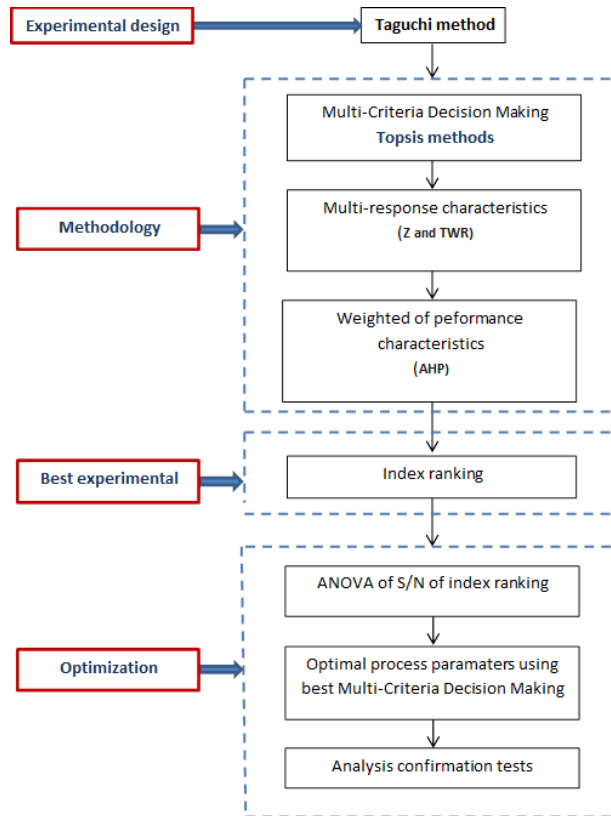 Experimental design
Taguchi method
Multi-Criteria Decision Making
Topsis methods
Methodology
Multi-response characteristics
(Z and TWR)
Weighted of peformance
characteristics
(AHP)
Best experimental
Index ranking
ANOVA of S/N of index ranking
Optimization
Optimal process paramaters using
best Multi-Criteria Decision Making
Analysis confirmation tests